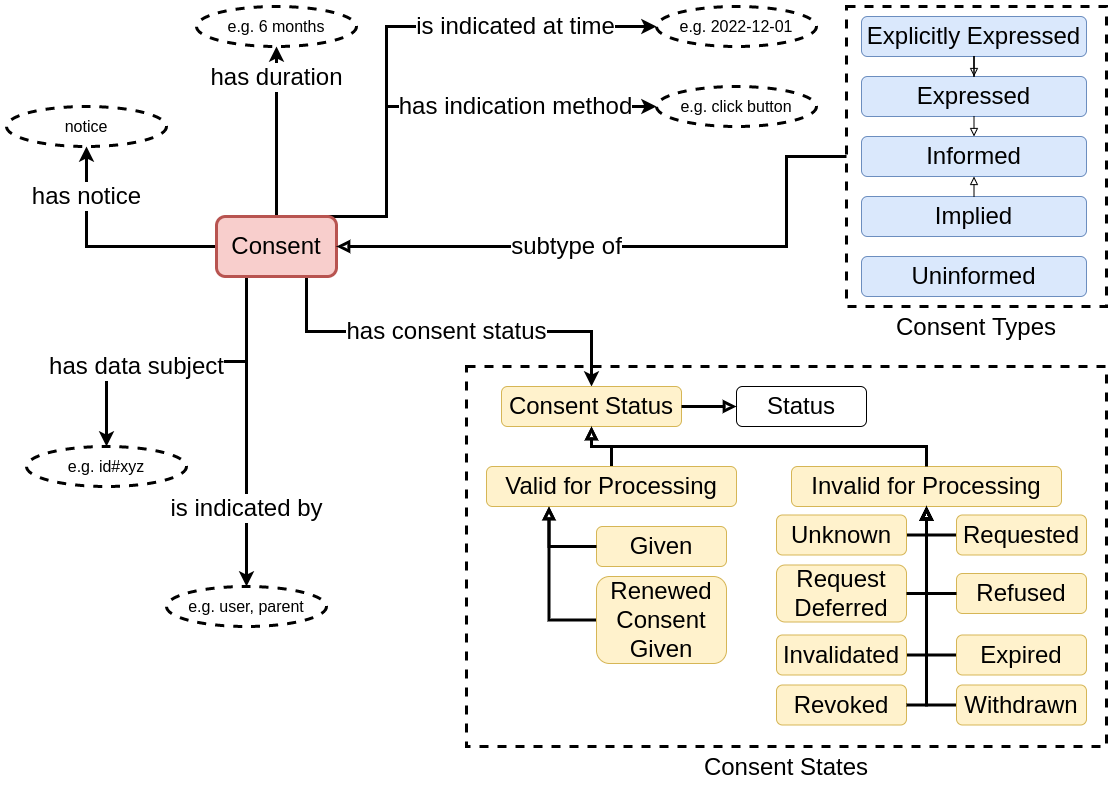 e.g. 6 months
is indicated at time
e.g. 2022-12-01
Explicitly Expressed
has duration
has indication method
e.g. click button
Expressed
notice
Informed
has notice
Implied
Consent
subtype of
Uninformed
Consent Types
has consent status
has data subject
Consent Status
Status
e.g. id#xyz
Valid for Processing
Invalid for Processing
is indicated by
Given
Unknown
Requested
Renewed
Consent
Given
Request
Deferred
Refused
e.g. user, parent
Invalidated
Expired
Revoked
Withdrawn
Consent States